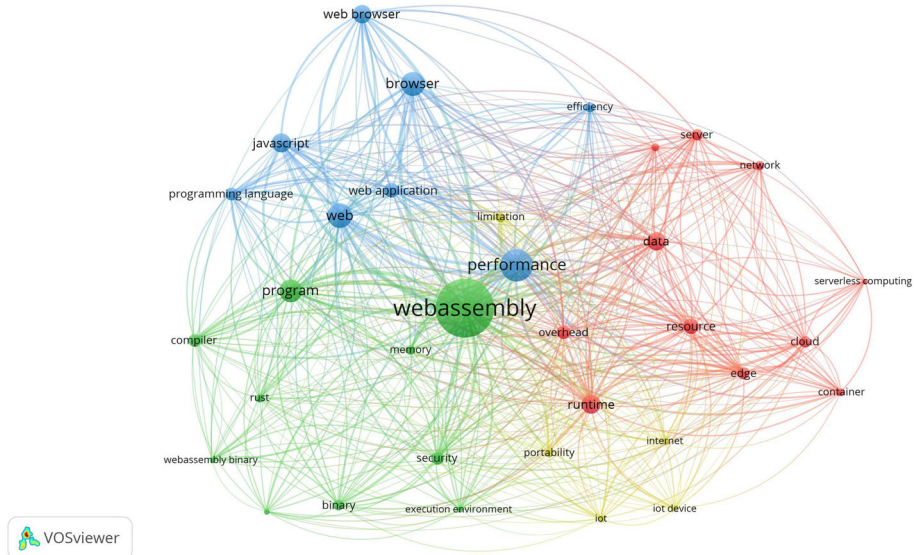 web browser
browser
efficiency
server
javascript
network
programming language
web application
web
limitation
data
performance
serverless computing
program
webassembly
overhead
resource
compiler
memory
cloud
edge
container
rust
runtime
internet
portability
webassembly binary
security
binary
execution environment
iot
iot device
VOSviewer